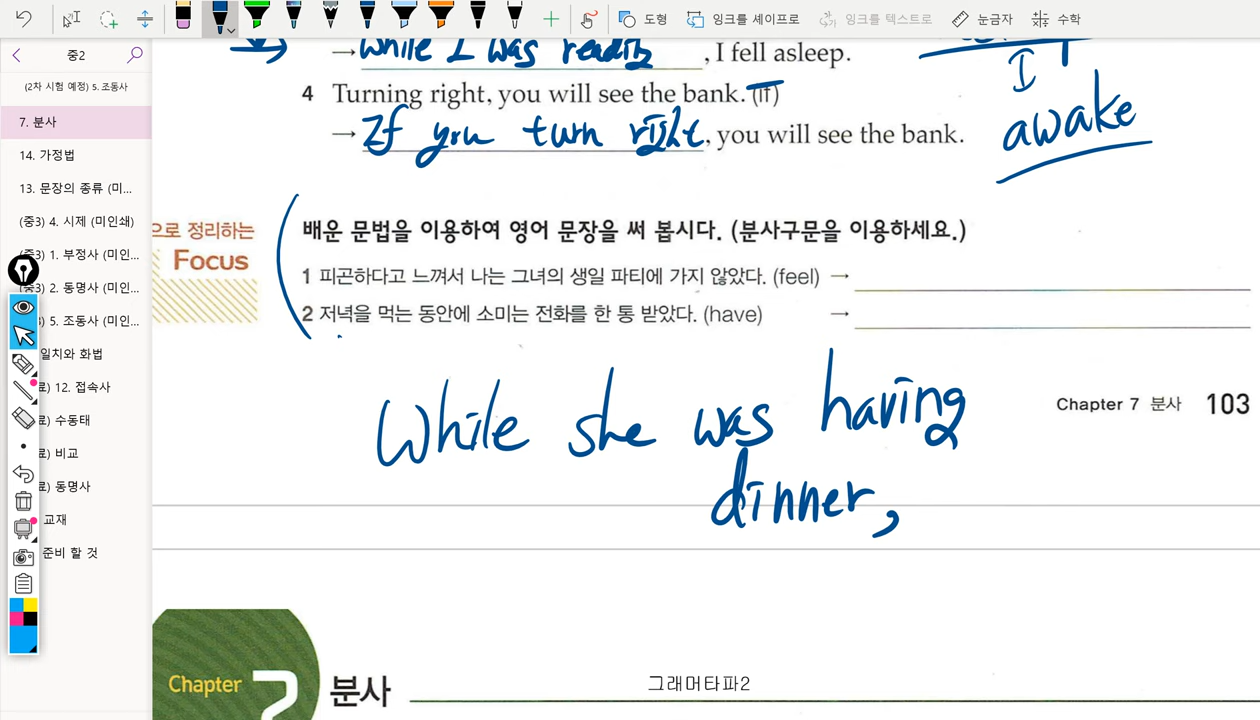 도형
잉크를 셰이프로
잉크를 텍스트로
눈금자
수학
중2
(2차 시험 예정) 5. 조동사
7. 분사
14. 가정법
13. 문장의 종류 (미...
(중3) 4. 시제 (미인쇄)
중3) 1. 부정사 (미인...
3) 2. 동명사 (미인...
3) 5. 조동사 (미인...
일치와 화법
료) 12. 접속사
료) 수동태
료) 비교
료) 동명사
교재
준비 할 것
→ While I was reading , I fell asleep.
4 Turning right, you will see the bank. (If)
→ If you turn right, you will see the bank.
I
awake
으로 정리하는
Focus
배운 문법을 이용하여 영어 문장을 써 봅시다. (분사구문을 이용하세요.)
1 피곤하다고 느껴서 나는 그녀의 생일 파티에 가지 않았다. (feel) →
2 저녁을 먹는 동안에 소미는 전화를 한 통 받았다. (have) →
While she was having
dinner,
Chapter 7 분사 103
Chapter 7 분사
그래머타파2